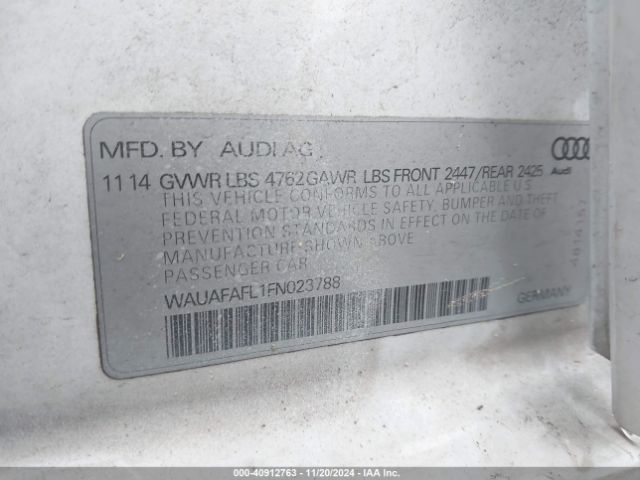 MFD. BY AUDI AG
11 14 GVWR LBS 4762 GAWR LBS FRONT 2447/REAR 2425
Audi
THIS VEHICLE CONFORMS TO ALL APPLICABLE U.S.
FEDERAL MOTOR VEHICLE SAFETY, BUMPER AND THEFT
PREVENTION STANDARDS IN EFFECT ON THE DATE OF
MANUFACTURE SHOWN ABOVE
PASSENGER CAR
WAUAFAFL1FN023788
GERMANY
000-40912763 - 11/20/2024 - IAA Inc.